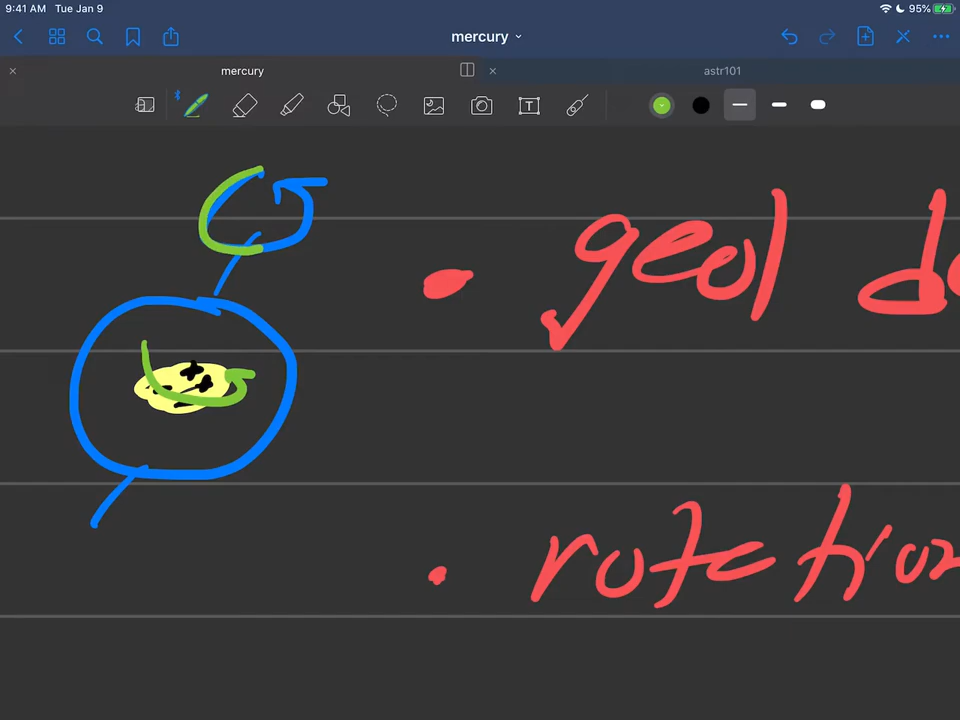 9:41 AM Tue Jan 9
95%
mercury
mercury
astr101
T
• geol de
• rotation